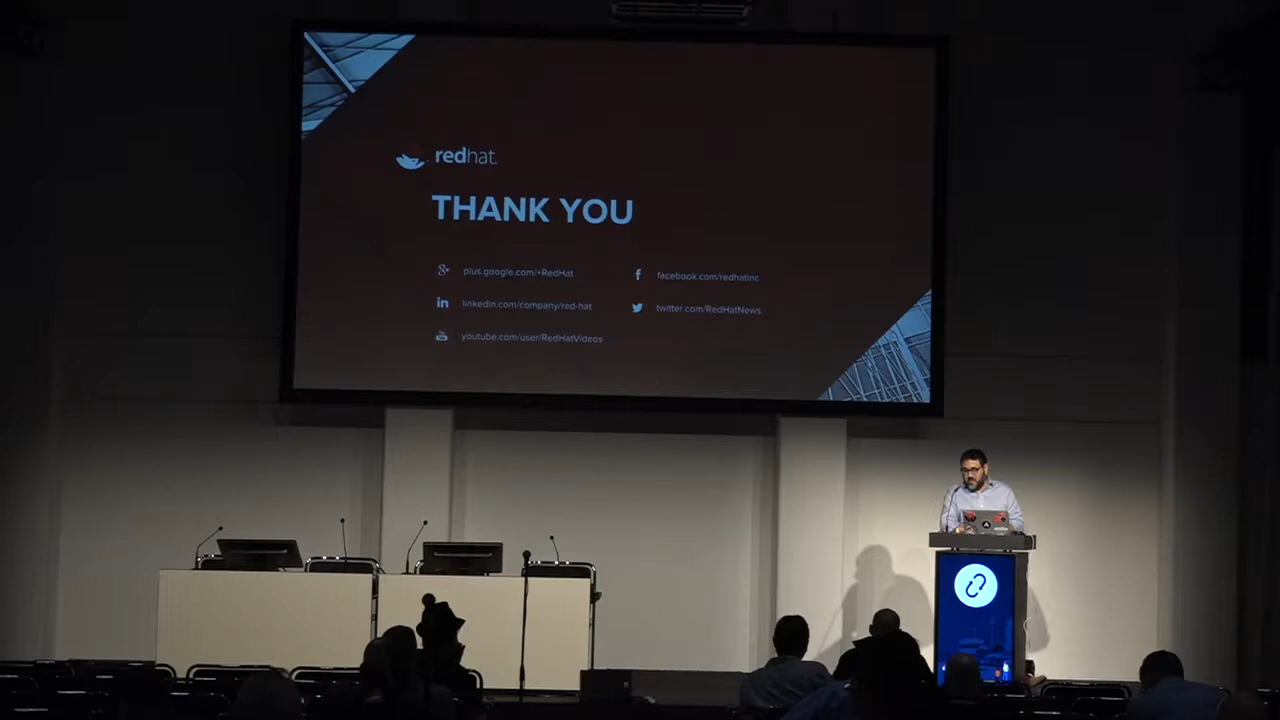 redhat.
THANK YOU
plus.google.com/+RedHat
facebook.com/redhatinc
linkedin.com/company/red-hat
twitter.com/RedHatNews
youtube.com/user/RedHatVideos